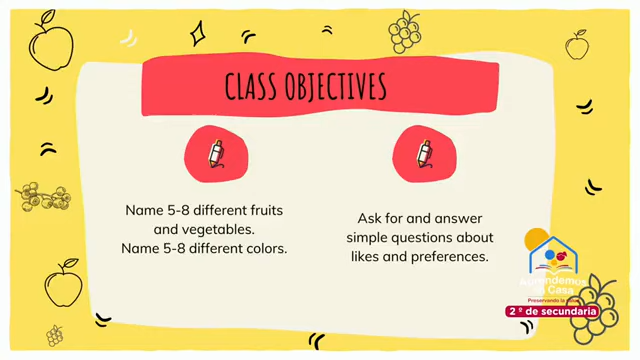 CLASS OBJECTIVES
Name 5-8 different fruits
and vegetables.
Name 5-8 different colors.
Ask for and answer
simple questions about
likes and preferences.
Aprendemos
en Casa
2 º de secundaria